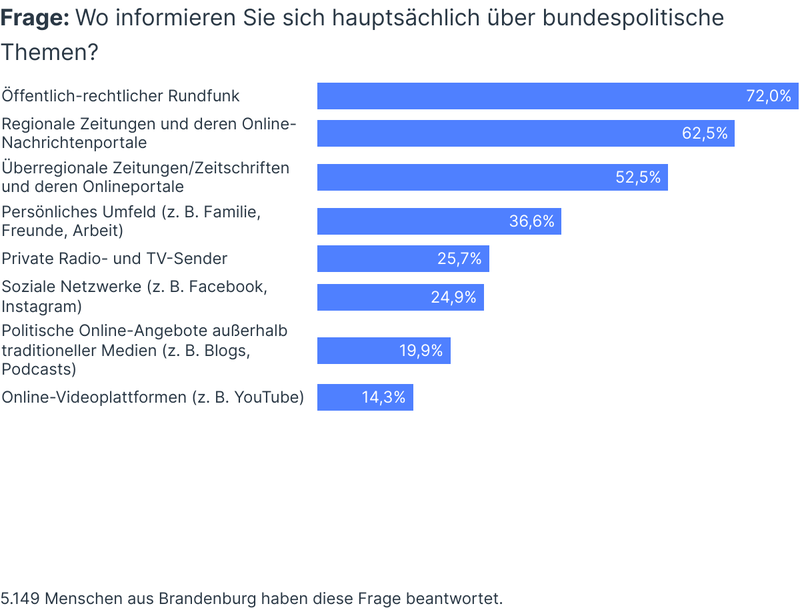 Frage: Wo informieren Sie sich hauptsächlich über bundespolitische
Themen?
Öffentlich-rechtlicher Rundfunk
72,0%
Regionale Zeitungen und deren Online-
Nachrichtenportale
62,5%
Überregionale Zeitungen/Zeitschriften
und deren Onlineportale
52,5%
Persönliches Umfeld (z. B. Familie,
Freunde, Arbeit)
36,6%
Private Radio- und TV-Sender
25,7%
Soziale Netzwerke (z. B. Facebook,
Instagram)
24,9%
Politische Online-Angebote außerhalb
traditioneller Medien (z. B. Blogs,
Podcasts)
19,9%
Online-Videoplattformen (z. B. YouTube)
14,3%
5.149 Menschen aus Brandenburg haben diese Frage beantwortet.